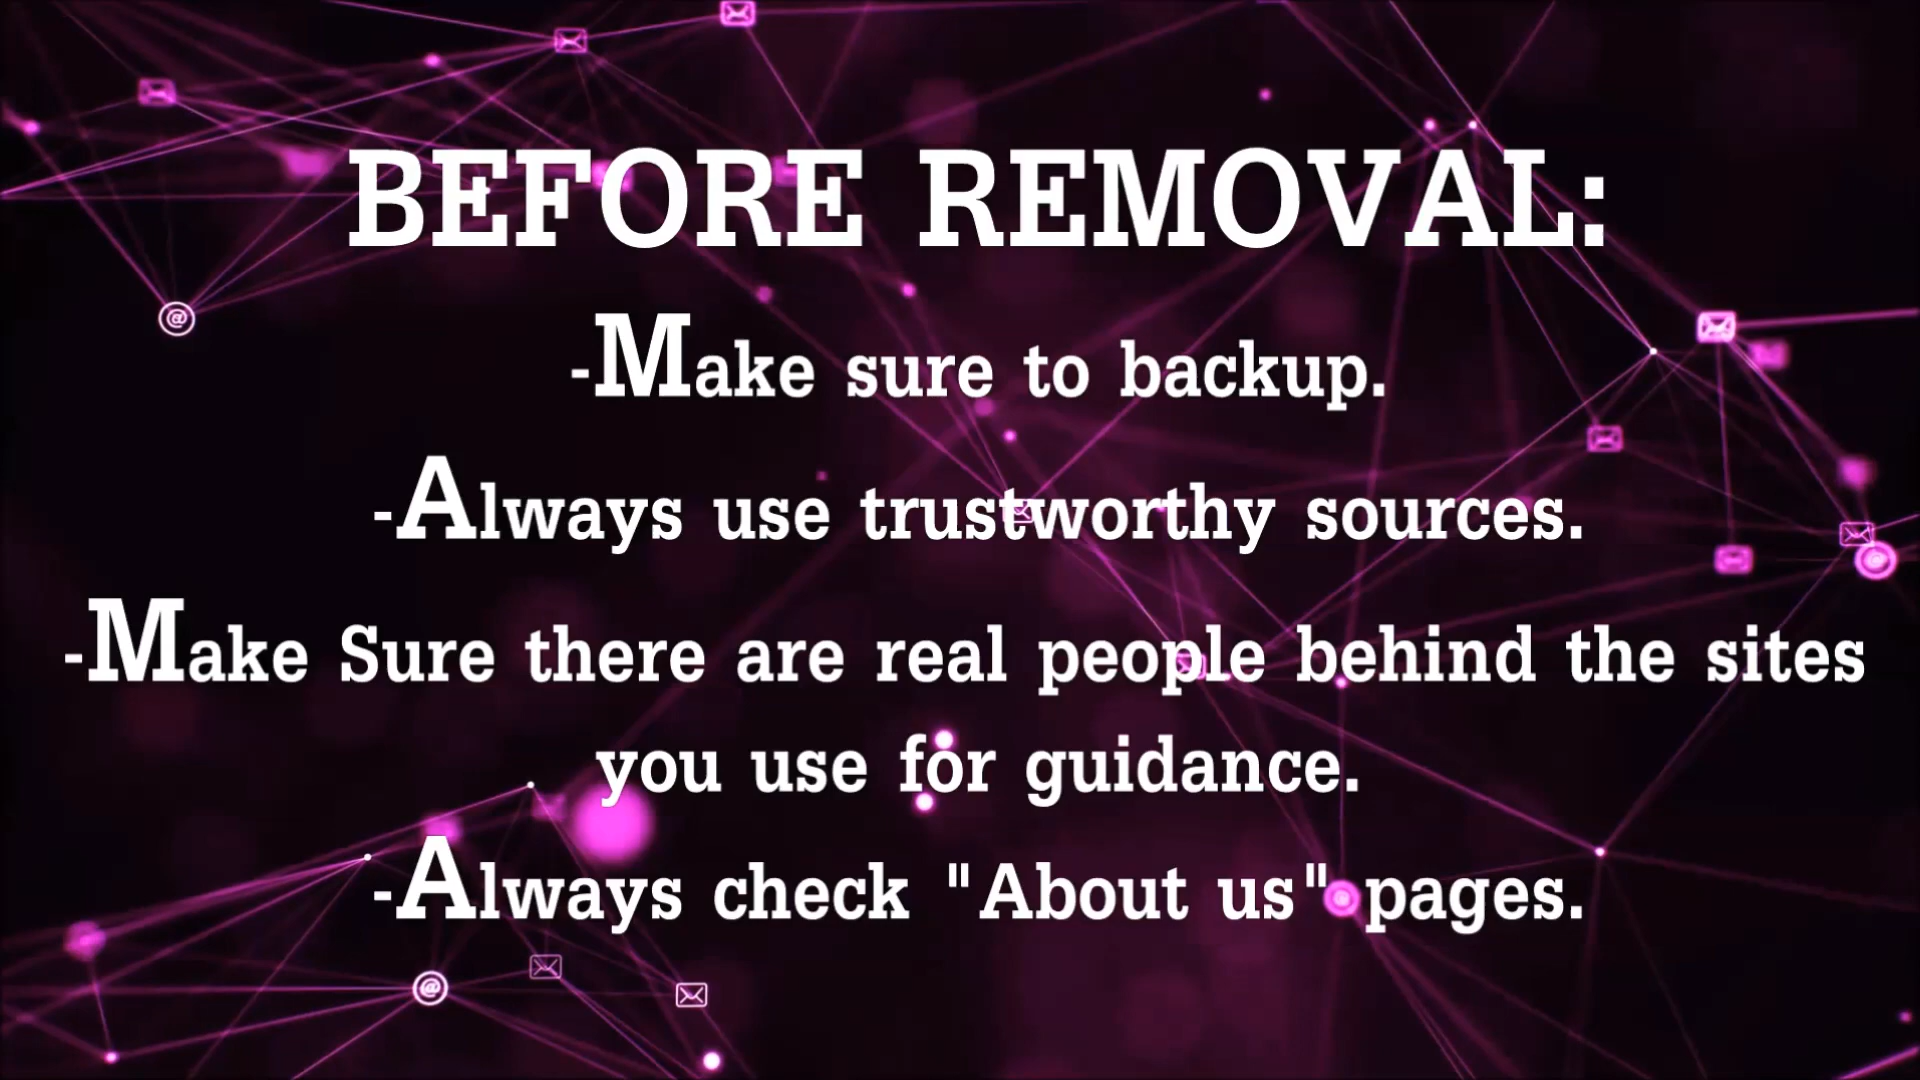 BEFORE REMOVAL:
-Make sure to backup.
-Always use trustworthy sources.
-Make Sure there are real people behind the sites
you use for guidance.
-Always check "About us" pages.